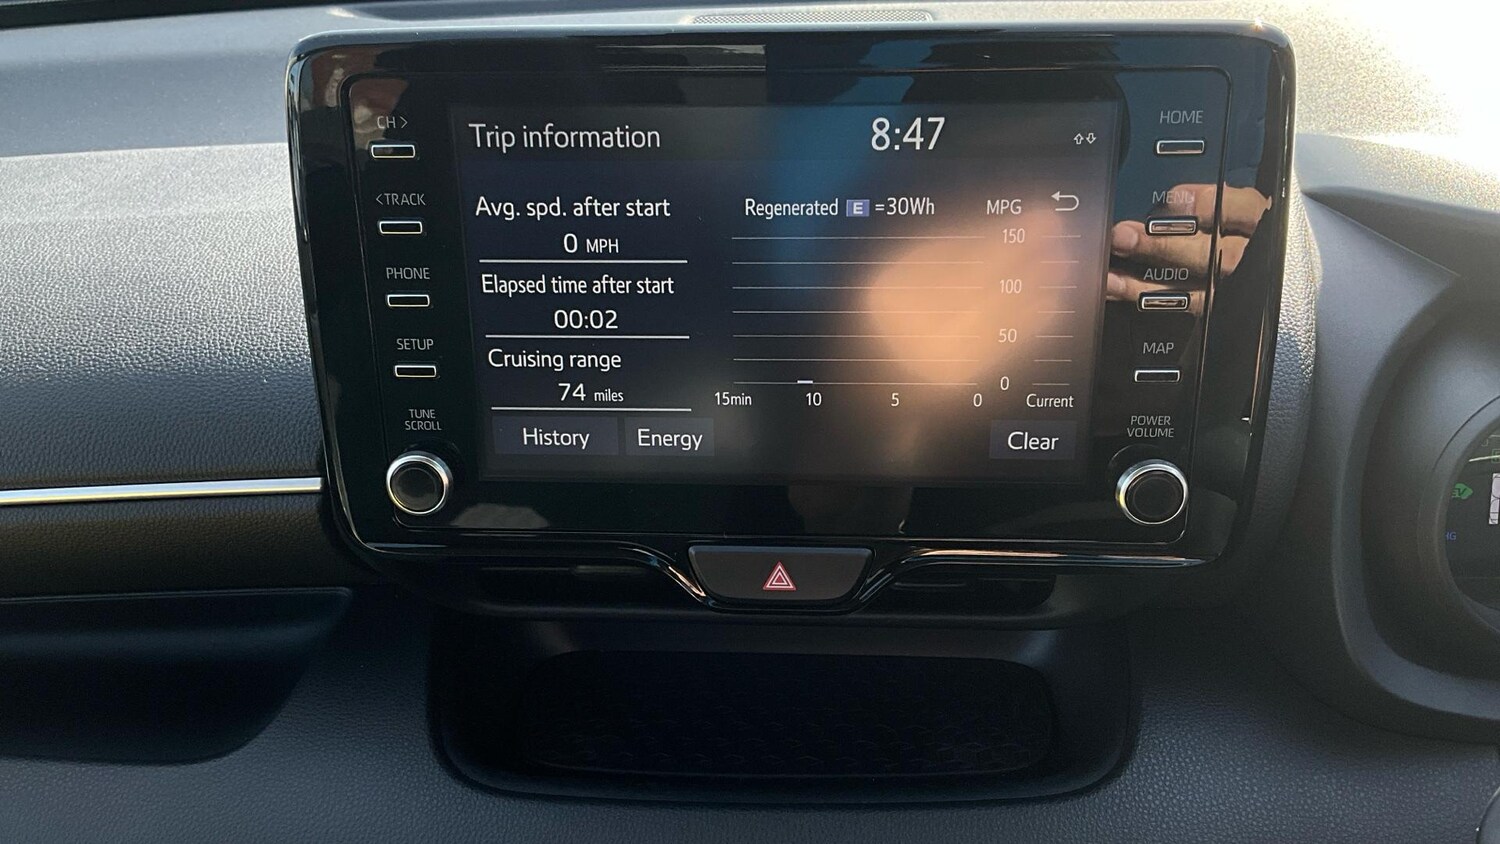 CH >
<TRACK
PHONE
SETUP
TUNE
SCROLL
Trip information
8:47
Avg. spd. after start
0 MPH
Elapsed time after start
00:02
Cruising range
74 miles
History
Energy
Regenerated E =30Wh
MPG
150
100
50
0
15min 10 5 0 Current
Clear
HOME
MENU
AUDIO
MAP
POWER
VOLUME
EV